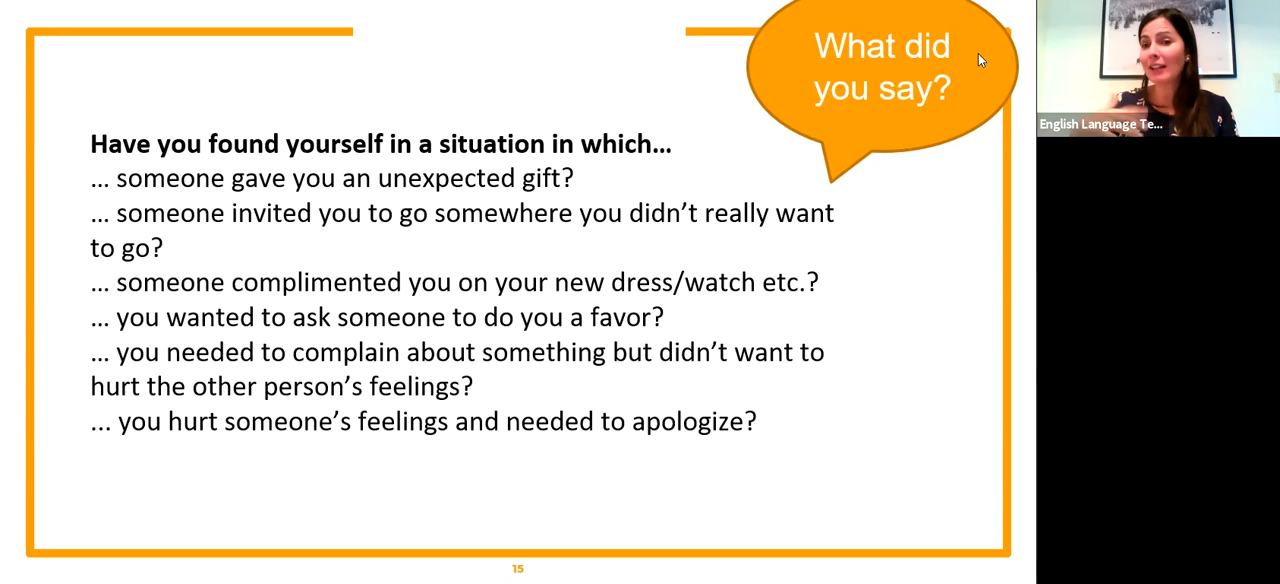 What did
you say?
Have you found yourself in a situation in which...
... someone gave you an unexpected gift?
... someone invited you to go somewhere you didn’t really want
to go?
... someone complimented you on your new dress/watch etc.?
... you wanted to ask someone to do you a favor?
... you needed to complain about something but didn’t want to
hurt the other person’s feelings?
... you hurt someone’s feelings and needed to apologize?
15
English Language Te...